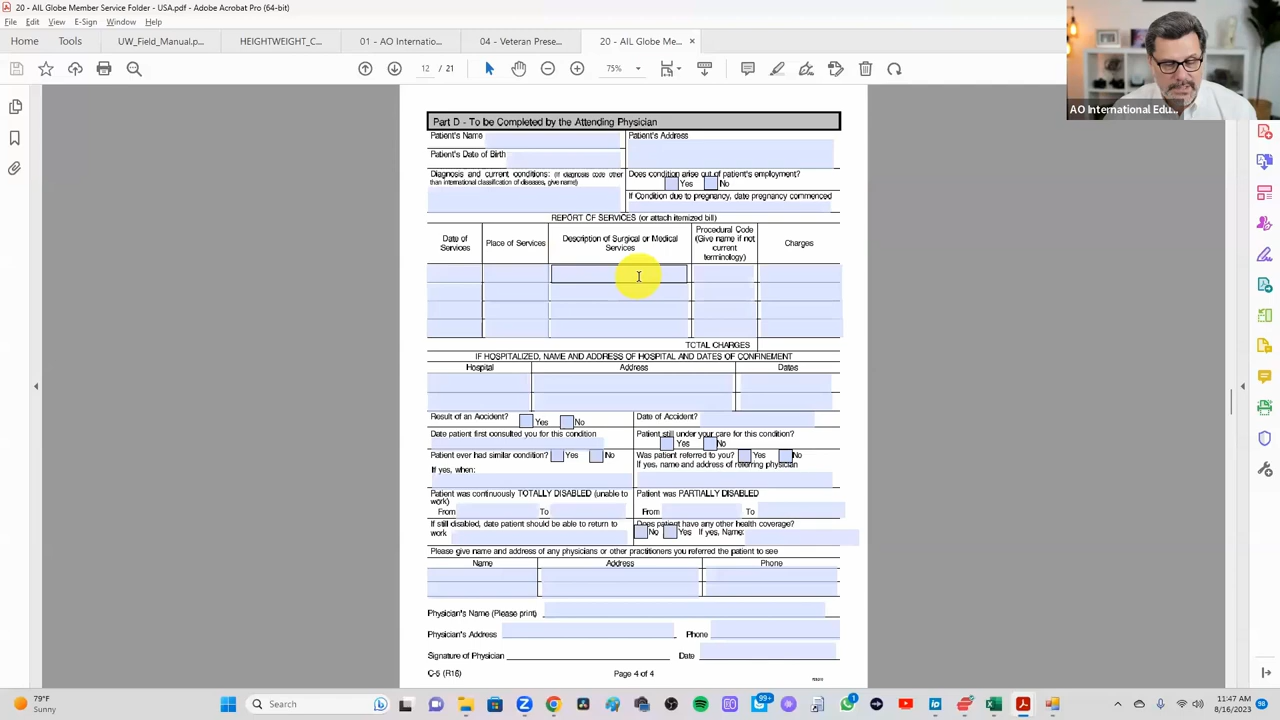 20 - AIL Globe Member Service Folder - USA.pdf - Adobe Acrobat Pro (64-bit)
File Edit View E-Sign Window Help
Home Tools UW_Field_Manual.p... HEIGHTWEIGHT_C... 01 - AO Internatio... 04 - Veteran Prese... 20 - AIL Globe Me... ×
12 / 21 75%
AO International Edu...
Part D - To be Completed by the Attending Physician
Patient's Name Patient's Address
Patient's Date of Birth
Diagnosis and current conditions: (if diagnosis code other than international classification of diseases, give name) Does condition arise out of patient's employment?
Yes No
If Condition due to pregnancy, date pregnancy commenced
REPORT OF SERVICES (or attach itemized bill)
Date of Services Place of Services Description of Surgical or Medical Services Procedural Code (Give name if not current terminology) Charges
TOTAL CHARGES
IF HOSPITALIZED, NAME AND ADDRESS OF HOSPITAL AND DATES OF CONFINEMENT
Hospital Address Dates
Result of an Accident? Yes No Date of Accident?
Date patient first consulted you for this condition Patient still under your care for this condition?
Yes No
Patient ever had similar condition? Yes No Was patient referred to you? Yes No
If yes, when: If yes, name and address of referring physician
Patient was continuously TOTALLY DISABLED (unable to work) Patient was PARTIALLY DISABLED
From To From To
If still disabled, date patient should be able to return to work Does patient have any other health coverage?
No Yes If yes, Name:
Please give name and address of any physicians or other practitioners you referred the patient to see
Name Address Phone
Physician's Name (Please print)
Physician's Address Phone
Signature of Physician Date
C-5 (R16) Page 4 of 4
79°F
Sunny
Search
99+
1
11:47 AM
8/16/2023
98